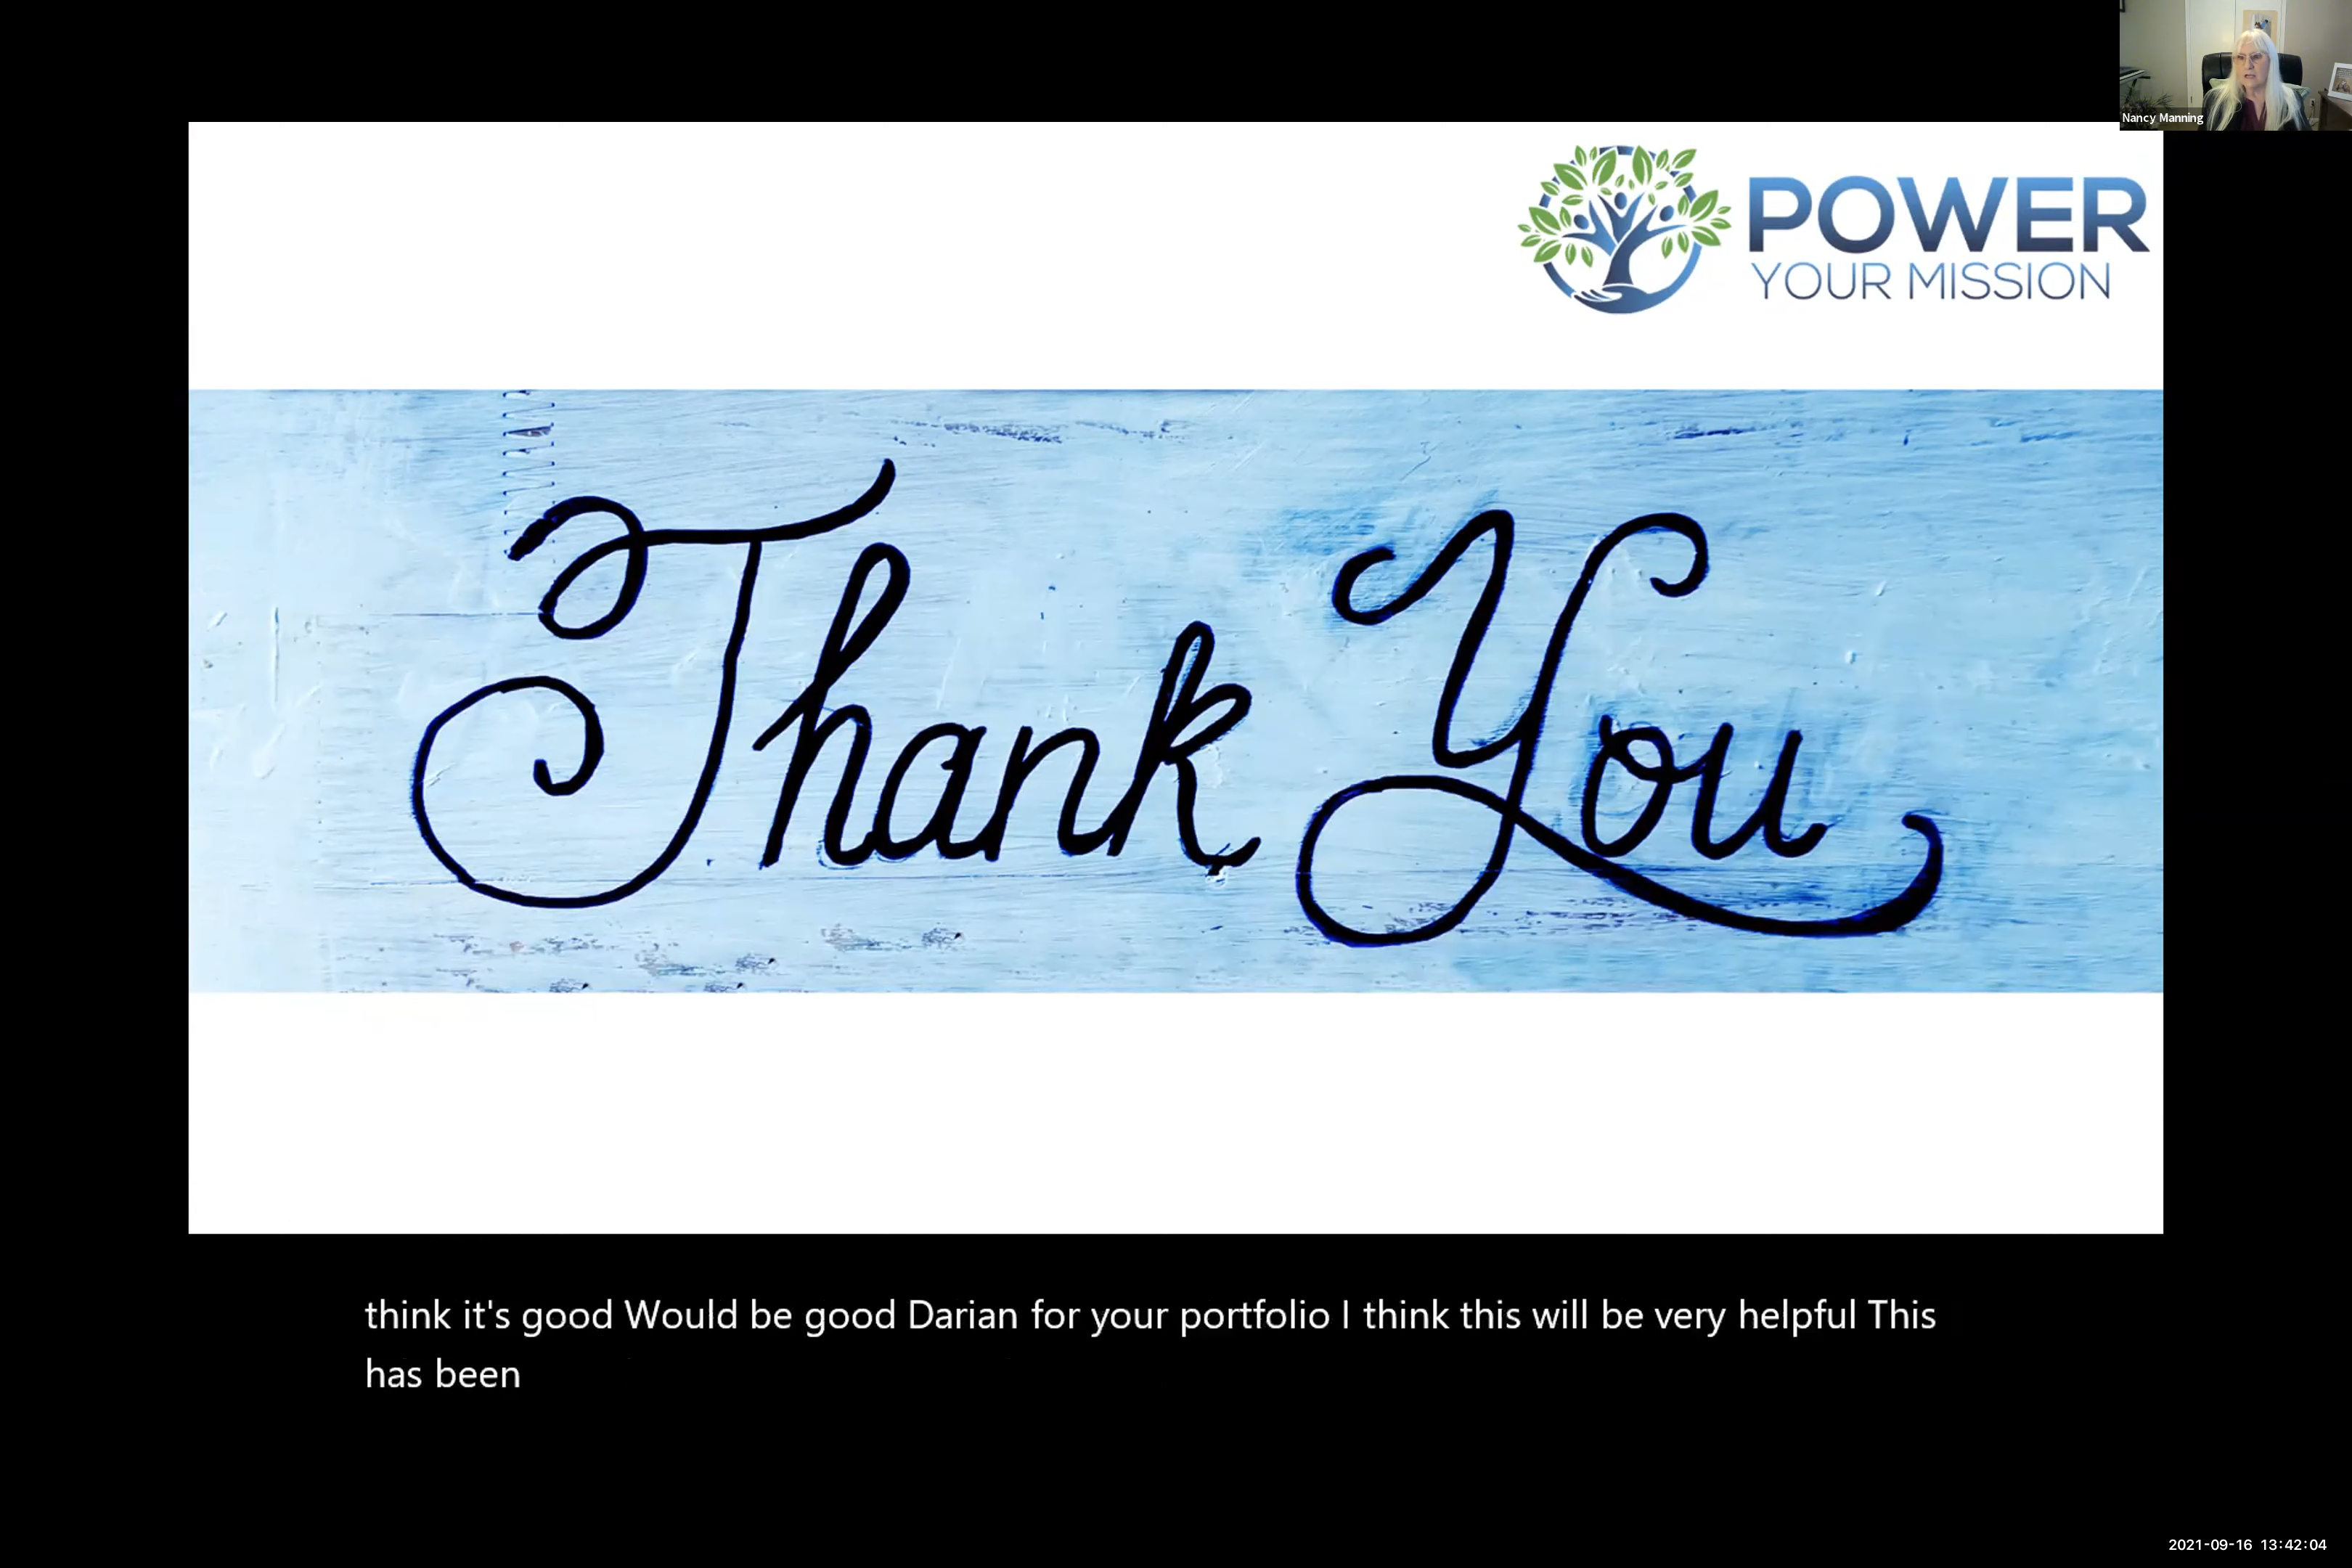 Nancy Manning
POWER
YOUR MISSION
Thank You
think it's good Would be good Darian for your portfolio I think this will be very helpful This
has been
2021-09-16 13:42:04